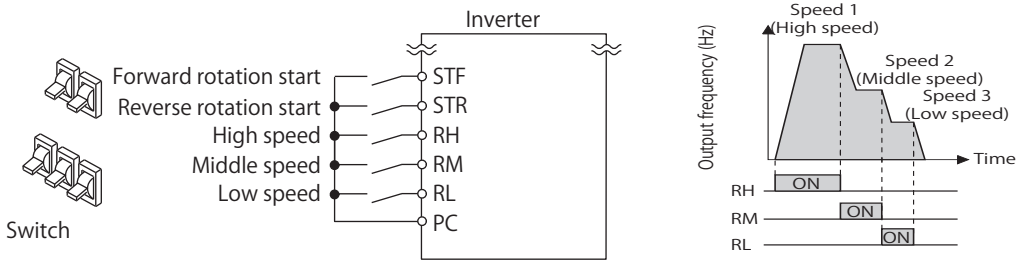 Inverter
Forward rotation start
STF
Reverse rotation start
STR
High speed
RH
Middle speed
RM
Low speed
RL
PC
Switch
Output frequency (Hz)
Speed 1
(High speed)
Speed 2
(Middle speed)
Speed 3
(Low speed)
Time
RH
ON
RM
ON
RL
ON